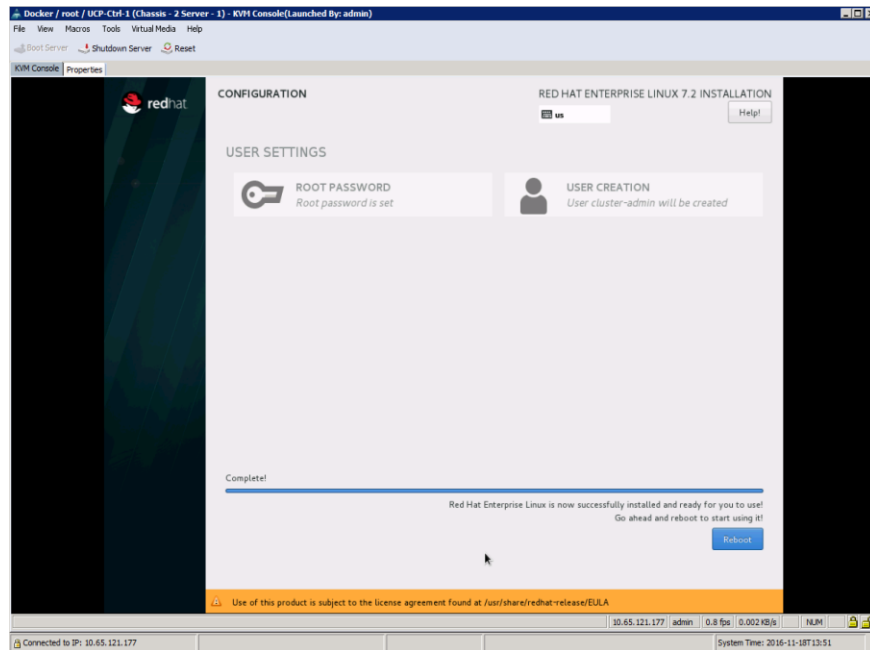 Docker / root / UCP-Ctrl-1 (Chassis - 2 Server - 1) - KVM Console(Launched By: admin)
File View Macros Tools Virtual Media Help
Boot Server Shutdown Server Reset
KVM Console Properties
redhat
CONFIGURATION
RED HAT ENTERPRISE LINUX 7.2 INSTALLATION
us
Help!
USER SETTINGS
ROOT PASSWORD
Root password is set
USER CREATION
User cluster-admin will be created
Complete!
Red Hat Enterprise Linux is now successfully installed and ready for you to use!
Go ahead and reboot to start using it!
Reboot
Use of this product is subject to the license agreement found at /usr/share/redhat-release/EULA
10.65.121.177 admin 0.8 fps 0.002 KB/s NUM
Connected to IP: 10.65.121.177 System Time: 2016-11-18T13:51